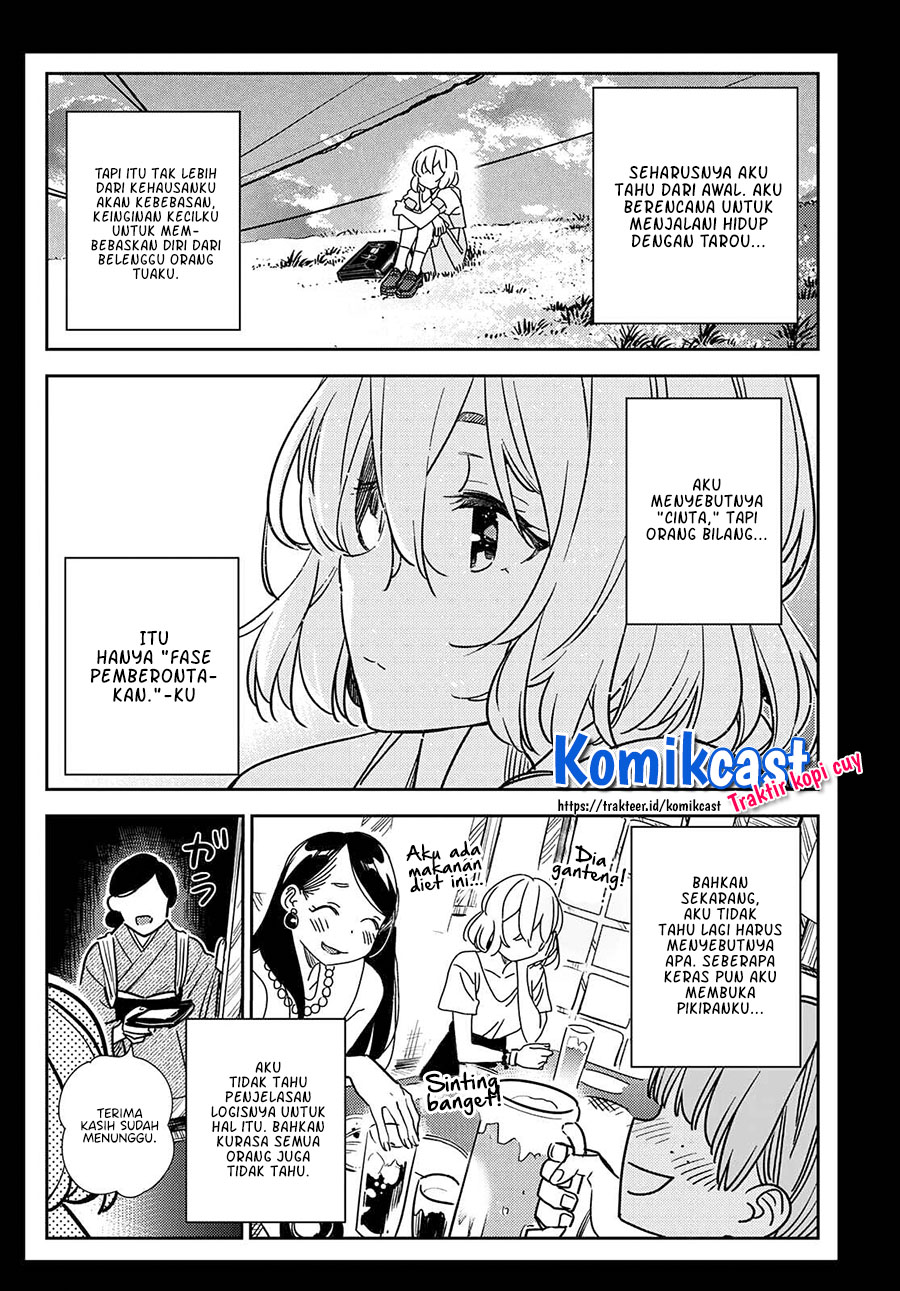 SEHARUSNYA AKU
TAHU DARI AWAL. AKU
BERENCANA UNTUK
MENJALANI HIDUP
DENGAN TAROU...
TAPI ITU TAK LEBIH
DARI KEHAUSANKU
AKAN KEBEBASAN,
KEINGINAN KECILKU
UNTUK MEM-
BEBASKAN DIRI DARI
BELENGGU ORANG
TUAKU.
AKU
MENYEBUTNYA
"CINTA," TAPI
ORANG BILANG...
ITU
HANYA "FASE
PEMBERONTA-
KAN."-KU
Komikcast
https://trakteer.id/komikcast
Traktir kopi cuy
BAHKAN
SEKARANG,
AKU TIDAK
TAHU LAGI HARUS
MENYEBUTNYA
APA. SEBERAPA
KERAS PUN AKU
MEMBUKA
PIKIRANKU...
Dia
ganteng!
Aku ada
makanan
diet ini...
Sinting
banget!
AKU
TIDAK TAHU
PENJELASAN
LOGISNYA UNTUK
HAL ITU. BAHKAN
KURASA SEMUA
ORANG JUGA
TIDAK TAHU.
ガラ
TERIMA
KASIH SUDAH
MENUNGGU.